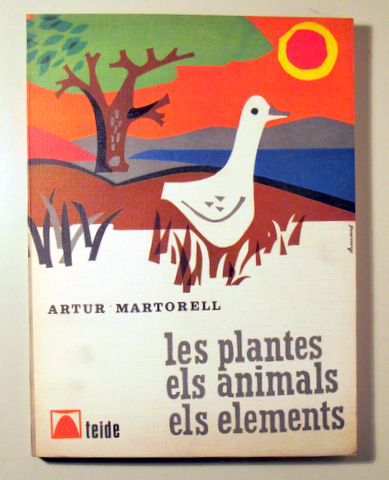 ARTUR MARTORELL
les plantes
els animals
els elements
teide